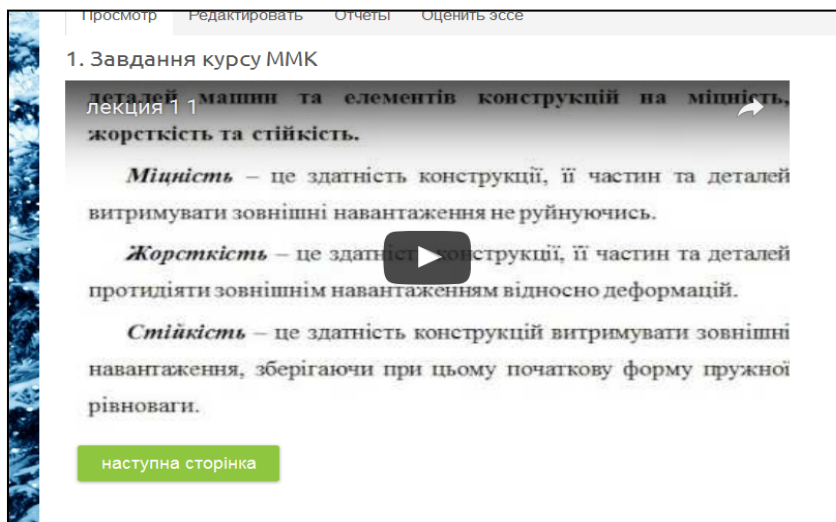 Просмотр Редактировать Отчеты Оценить эссе
1. Завдання курсу ММК
лекция 1 1
деталей машин та елементів конструкцій на міцність,
жорсткість та стійкість.
Міцність – це здатність конструкції, її частин та деталей
витримувати зовнішні навантаження не руйнуючись.
Жорсткість – це здатність конструкції, її частин та деталей
протидіяти зовнішнім навантаженням відносно деформацій.
Стійкість – це здатність конструкцій витримувати зовнішні
навантаження, зберігаючи при цьому початкову форму пружної
рівноваги.
наступна сторінка